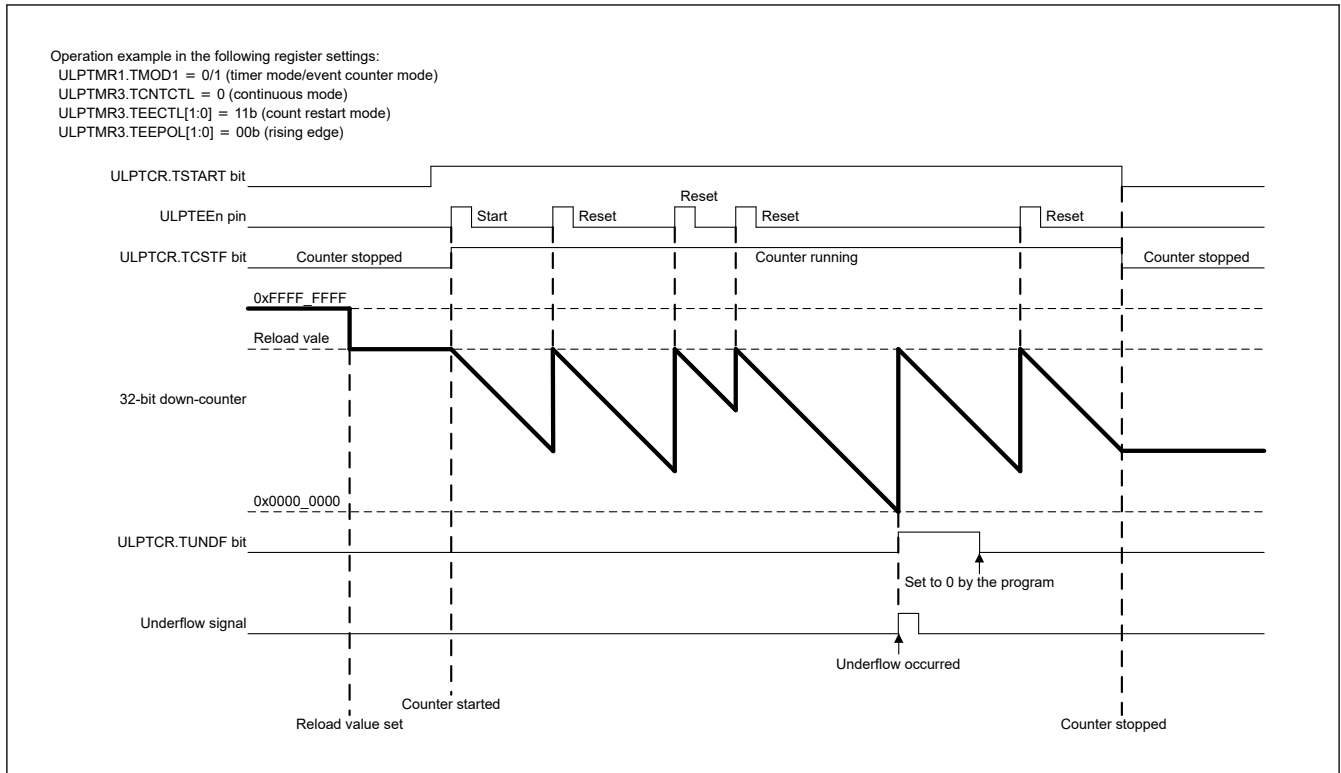 Operation example in the following register settings:
ULPTMR1.TMOD1 = 0/1 (timer mode/event counter mode)
ULPTMR3.TCNTCTL = 0 (continuous mode)
ULPTMR3.TEECTL[1:0] = 11b (count restart mode)
ULPTMR3.TEEPOL[1:0] = 00b (rising edge)
ULPTCR.TSTART bit
Reset
ULPTEEn pin
Start
Reset
Reset
Reset
ULPTCR.TCSTF bit
Counter stopped
Counter running
Counter stopped
0xFFFF_FFFF
Reload vale
32-bit down-counter
0x0000_0000
ULPTCR.TUNDF bit
Set to 0 by the program
Underflow signal
Underflow occurred
Counter started
Reload value set
Counter stopped